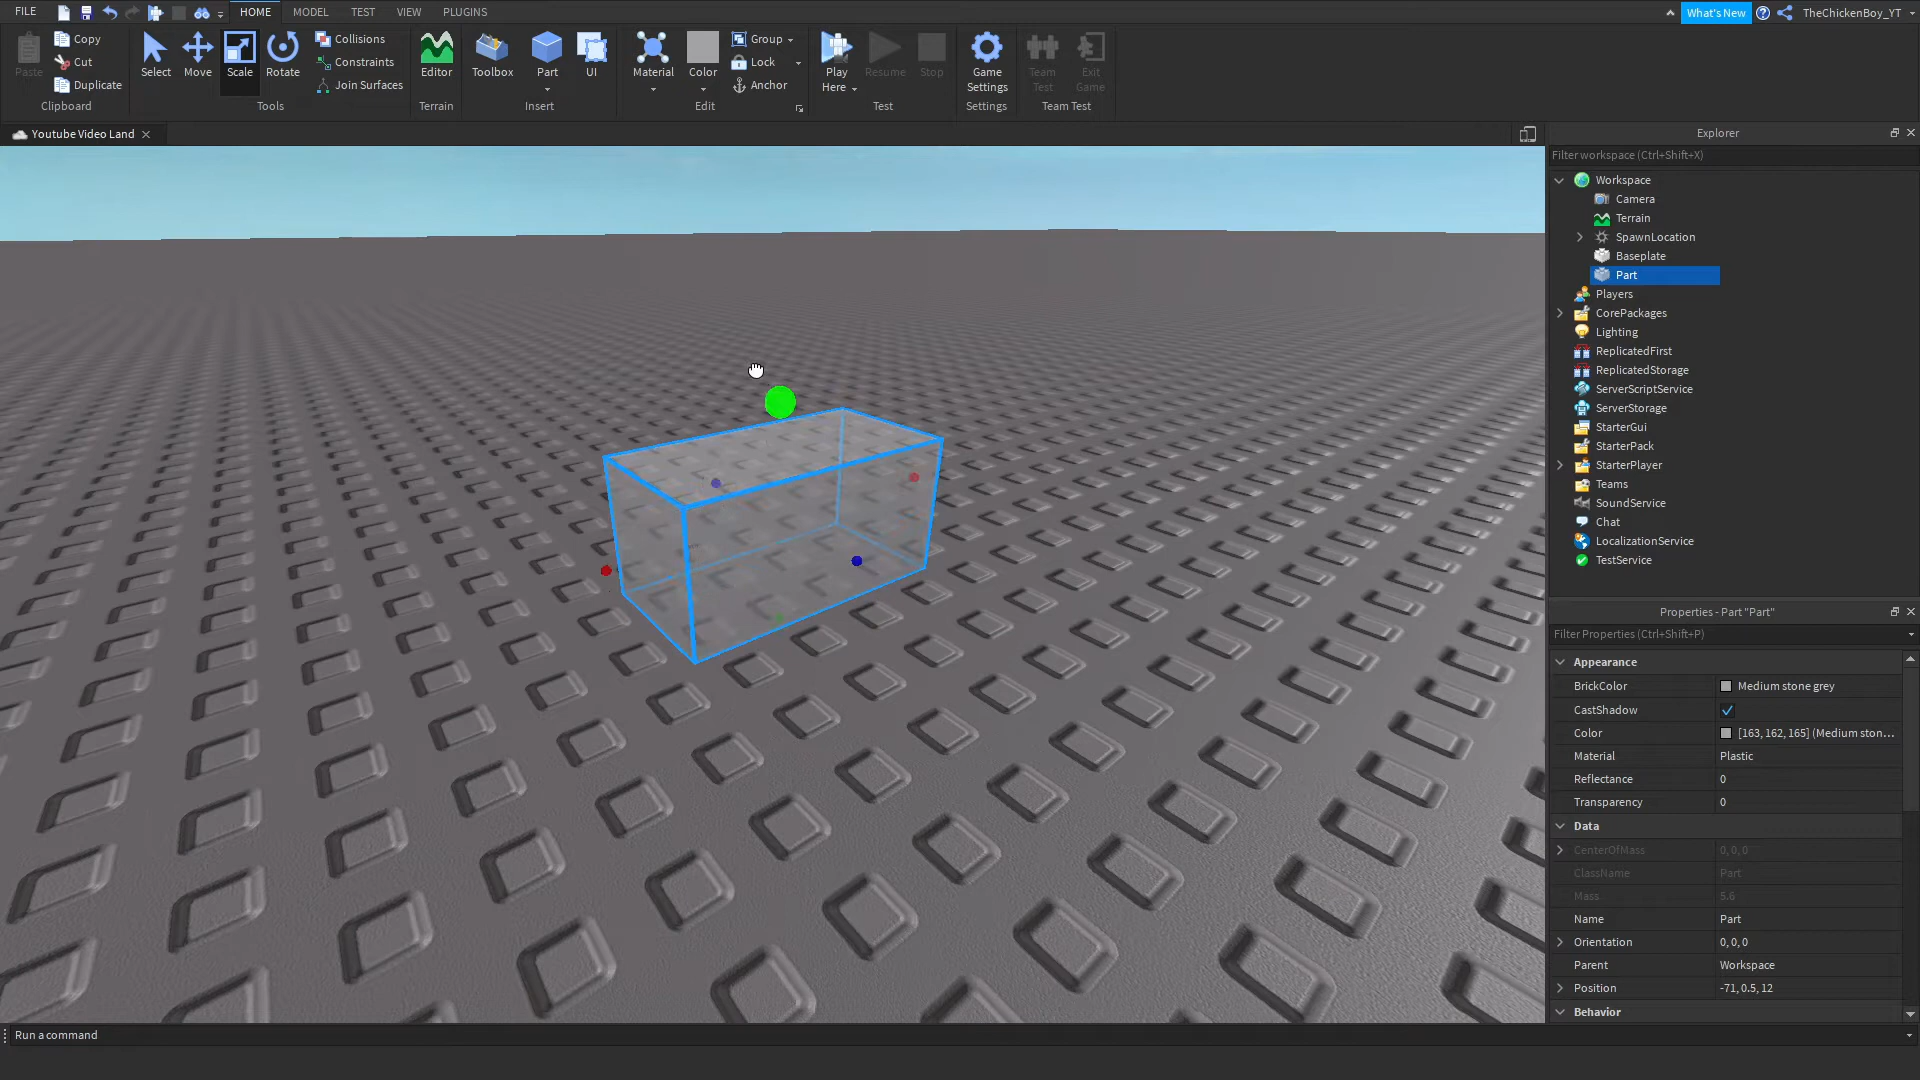 FILE HOME MODEL TEST VIEW PLUGINS What's New TheChickenBoy_YT
Copy Collisions Group
Cut Constraints Lock
Paste Select Move Scale Rotate Editor Toolbox Part UI Material Color Play Here Resume Stop Game Settings Team Test Exit Game
Duplicate Join Surfaces Anchor
Clipboard Tools Terrain Insert Edit Test Settings Team Test
Youtube Video Land
Explorer
Filter workspace (Ctrl+Shift+X)
Workspace
Camera
Terrain
SpawnLocation
Baseplate
Part
Players
CorePackages
Lighting
ReplicatedFirst
ReplicatedStorage
ServerScriptService
ServerStorage
StarterGui
StarterPack
StarterPlayer
Teams
SoundService
Chat
LocalizationService
TestService
Properties - Part "Part"
Filter Properties (Ctrl+Shift+P)
Appearance
BrickColor Medium stone grey
CastShadow
Color [163, 162, 165] (Medium ston...
Material Plastic
Reflectance 0
Transparency 0
Data
CenterOfMass 0, 0, 0
ClassName Part
Mass 5.6
Name Part
Orientation 0, 0, 0
Parent Workspace
Position -71, 0.5, 12
Behavior
Run a command